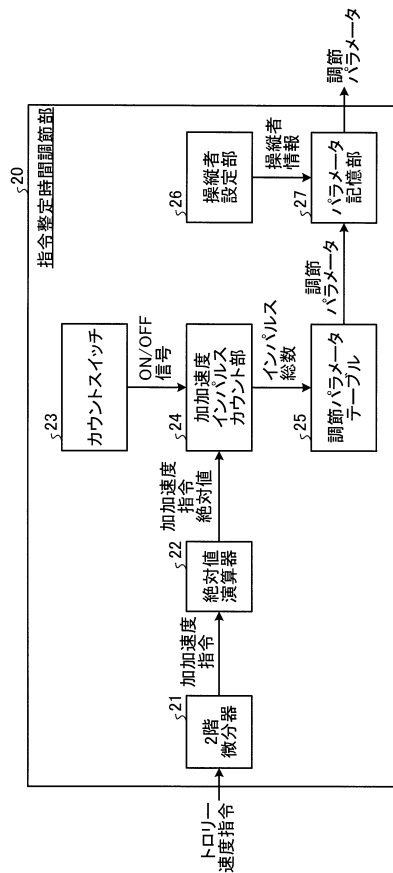 20
指令整定時間調節部
トロリー
速度指令
21
2階
微分器
加加速度
指令
22
絶対値
演算器
加加速度
指令
絶対値
23
カウントスイッチ
ON/OFF
信号
24
加加速度
インパルス
カウント部
インパルス
総数
25
調節パラメータ
テーブル
調節
パラメータ
26
操縦者
設定部
操縦者
情報
27
パラメータ
記憶部
調節
パラメータ